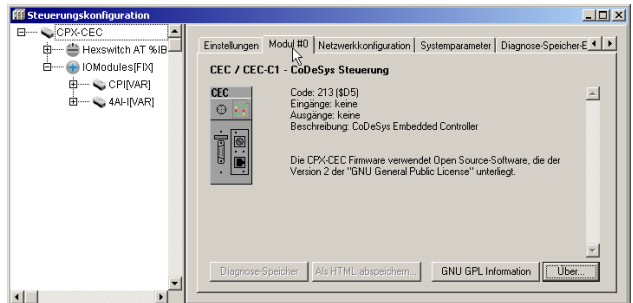 Steuerungskonfiguration
CPX-CEC
Hexswitch AT %IB
IOModules[FIX]
CPI[VAR]
4AI-I[VAR]
Einstellungen Modul #0 Netzwerkkonfiguration Systemparameter Diagnose-Speicher-E
CEC / CEC-C1 - CoDeSys Steuerung
CEC
Code: 213 ($D5)
Eingänge: keine
Ausgänge: keine
Beschreibung: CoDeSys Embedded Controller
Die CPX-CEC Firmware verwendet Open Source-Software, die der
Version 2 der "GNU General Public License" unterliegt.
Diagnose-Speicher Als HTML abspeichern... GNU GPL Information Über...